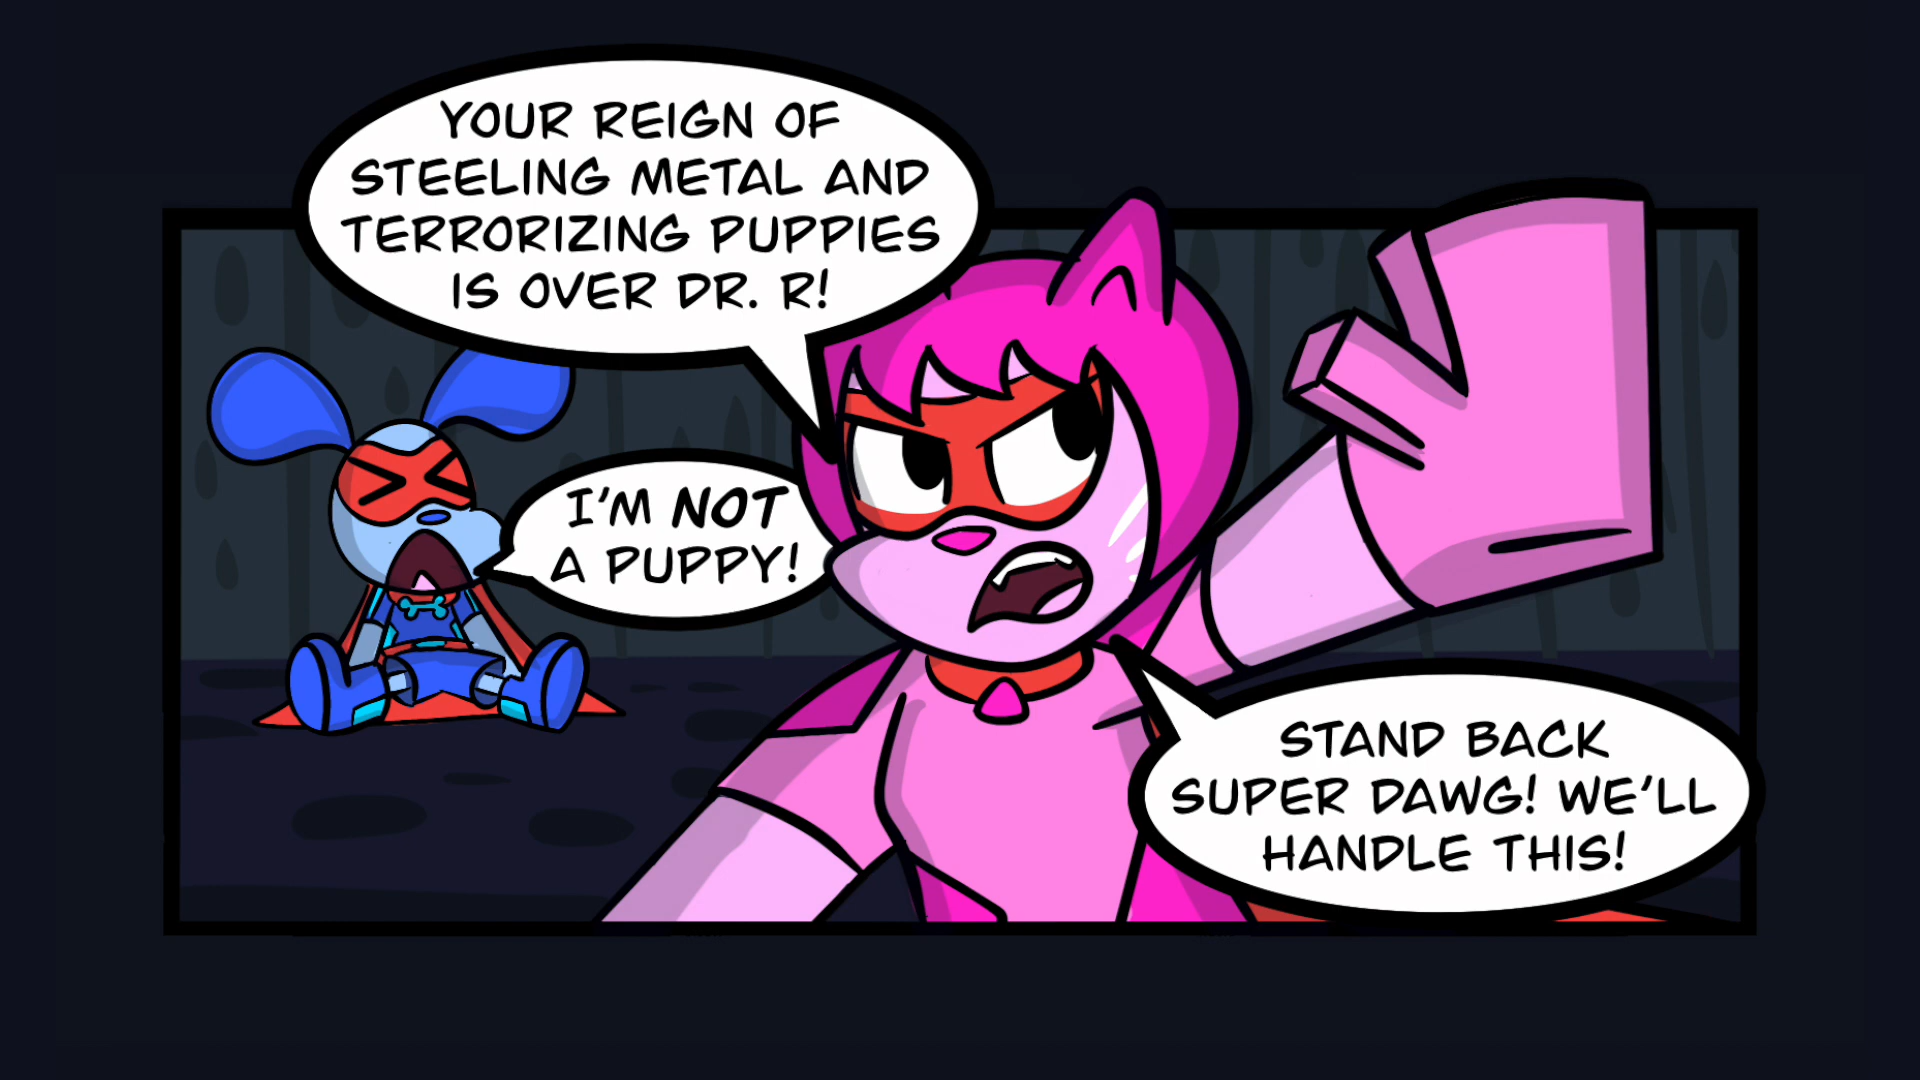 YOUR REIGN OF
STEELING METAL AND
TERRORIZING PUPPIES
IS OVER DR. R!
I'M NOT
A PUPPY!
STAND BACK
SUPER DAWG! WE'LL
HANDLE THIS!